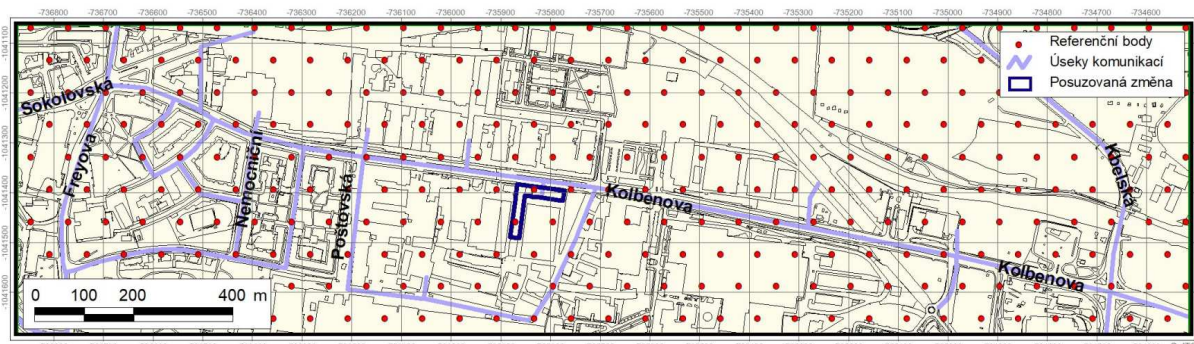 -736800 -736700 -736600 -736500 -736400 -736300 -736200 -736100 -736000 -735900 -735800 -735700 -735600 -735500 -735400 -735300 -735200 -735100 -735000 -734900 -734800 -734700 -734600
-1041100
Referenční body
Úseky komunikací
Posuzovaná změna
-1041200
Sokolovská
-1041300
Freyova
Nemocniční
Poštovská
Kolbenova
Kbelská
-1041400
-1041500
Kolbenova
-1041600
0 100 200 400 m